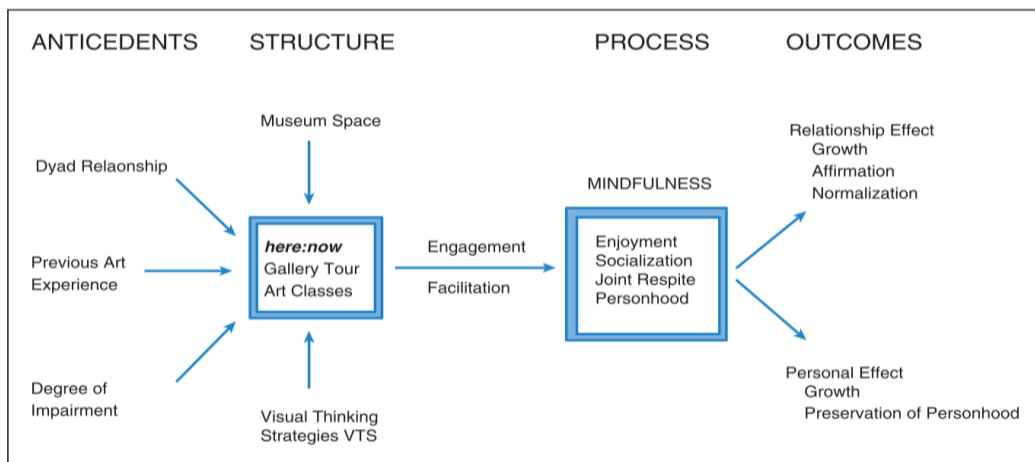 ANTICEDENTS
STRUCTURE
PROCESS
OUTCOMES
Dyad Relaonship
Previous Art
Experience
Degree of
Impairment
Museum Space
here:now
Gallery Tour
Art Classes
Visual Thinking
Strategies VTS
Engagement
Facilitation
MINDFULNESS
Enjoyment
Socialization
Joint Respite
Personhood
Relationship Effect
Growth
Affirmation
Normalization
Personal Effect
Growth
Preservation of Personhood